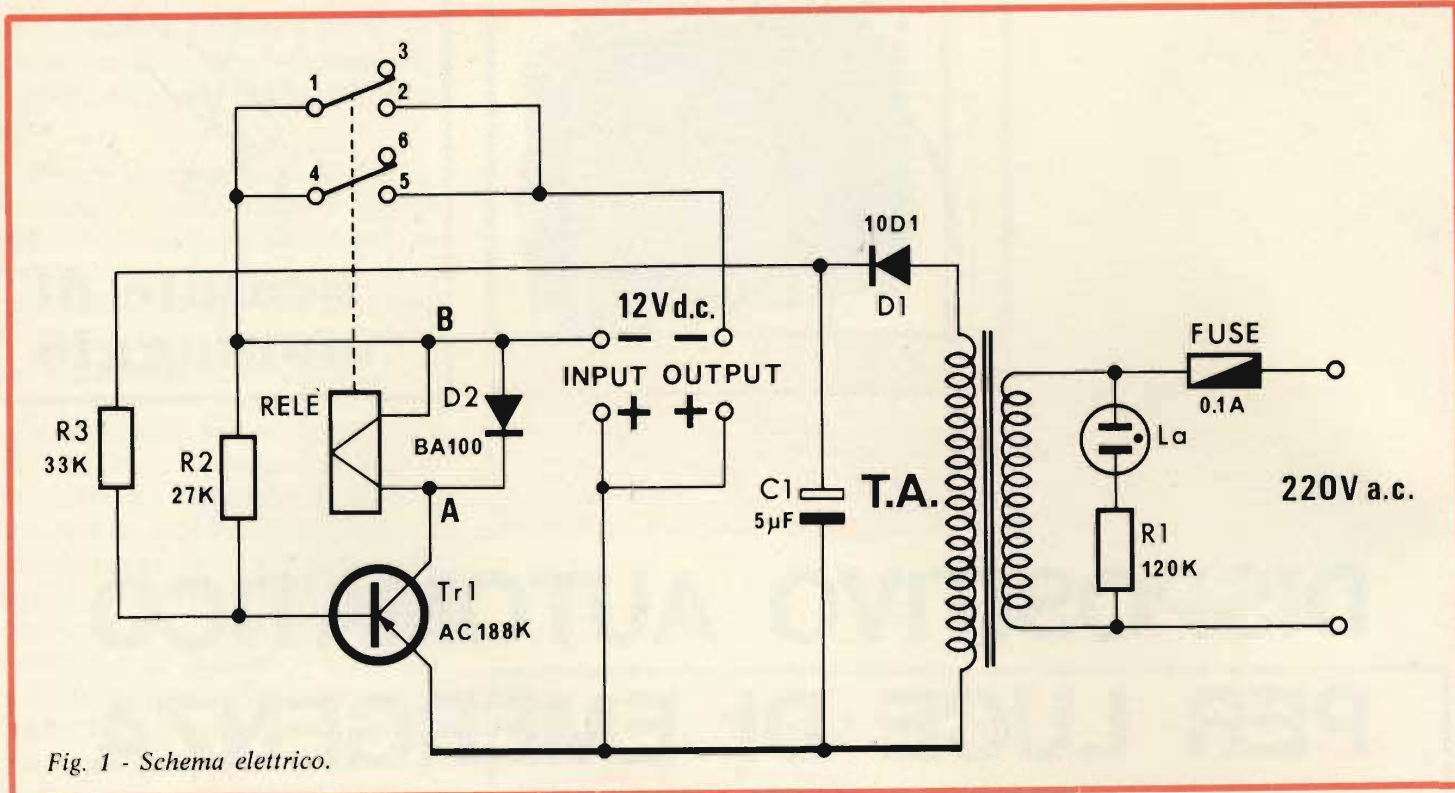 3
1
2
6
4
5
10D1
D1
12V d.c.
B
FUSE
INPUT OUTPUT
0.1A
RELÈ
D2
BA100
La
R3
33K
R2
27K
220V a.c.
C1
5µF
T.A.
A
R1
120K
Tr1
AC188K
Fig. 1 - Schema elettrico.